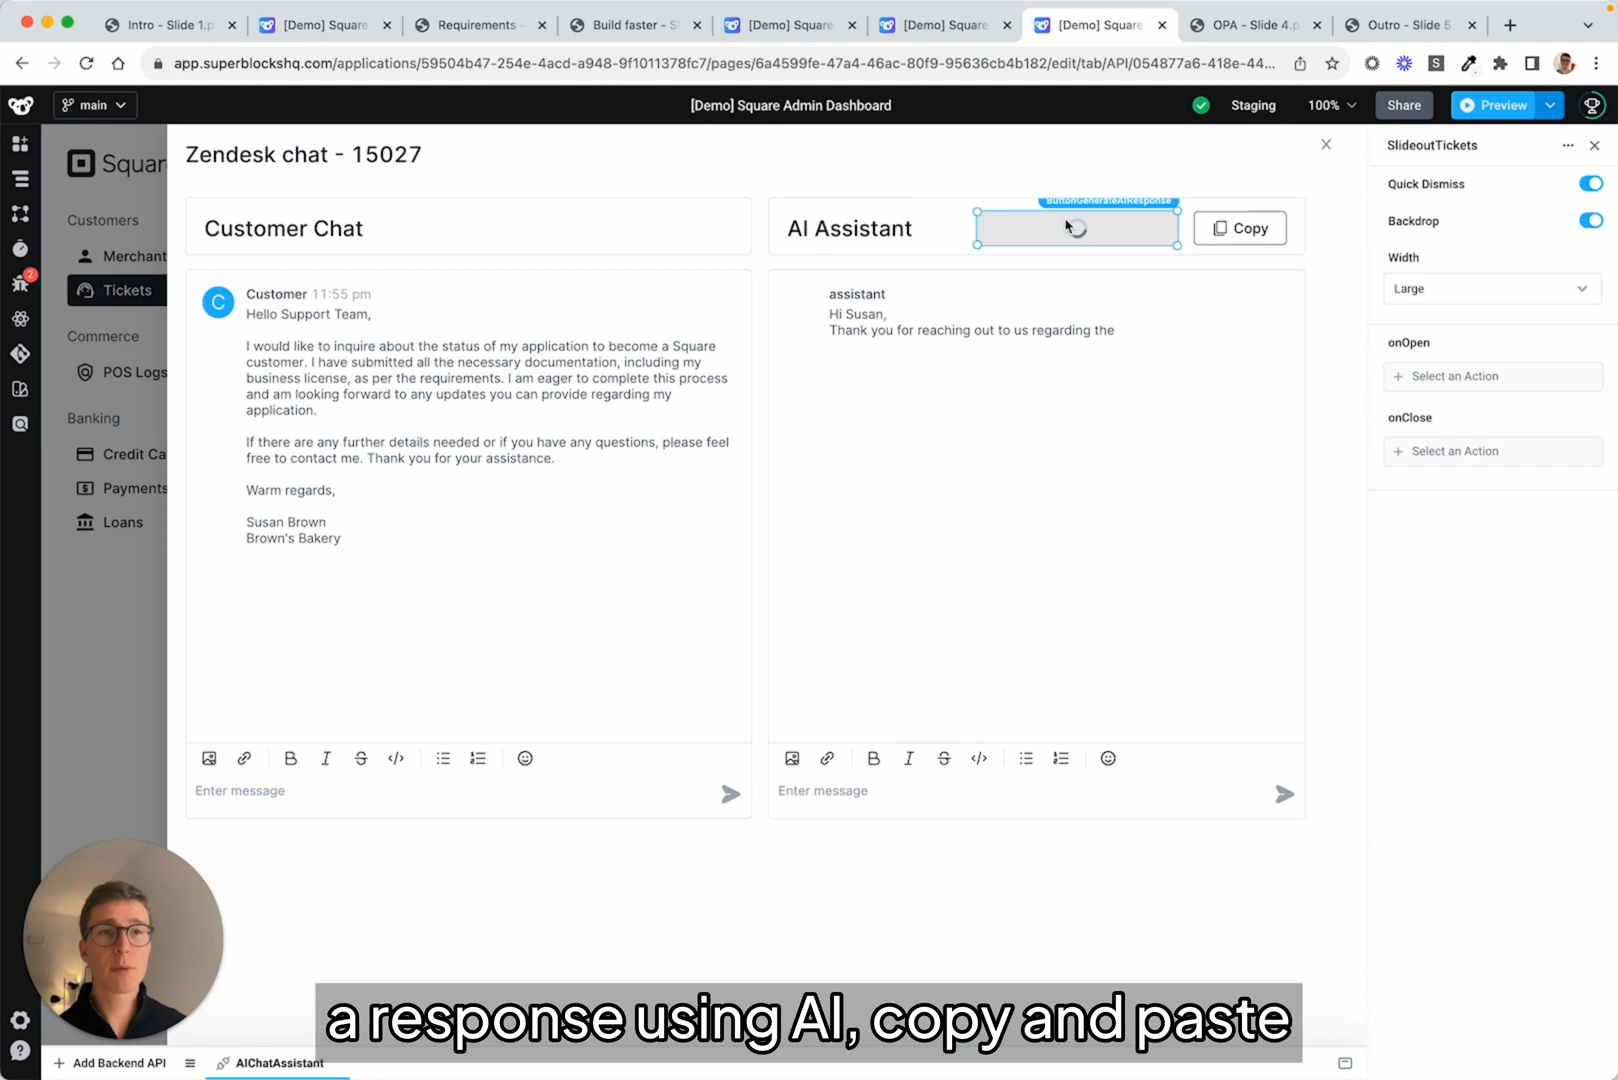 Intro - Slide 1.p
[Demo] Square
Requirements -
Build faster - Sl
[Demo] Square
[Demo] Square
[Demo] Square
OPA - Slide 4.p
Outro - Slide 5.
app.superblockshq.com/applications/59504b47-254e-4acd-a948-9f1011378fc7/pages/6a4599fe-47a4-46ac-80f9-95636cb4b182/edit/tab/API/054877a6-418e-44...
main
[Demo] Square Admin Dashboard
Staging
100%
Share
Preview
2
Squar
Customers
Merchant
Tickets
Commerce
POS Logs
Banking
Credit Ca
Payments
Loans
Zendesk chat - 15027
Customer Chat
C
Customer 11:55 pm
Hello Support Team,
I would like to inquire about the status of my application to become a Square
customer. I have submitted all the necessary documentation, including my
business license, as per the requirements. I am eager to complete this process
and am looking forward to any updates you can provide regarding my
application.
If there are any further details needed or if you have any questions, please feel
free to contact me. Thank you for your assistance.
Warm regards,
Susan Brown
Brown's Bakery
Enter message
AI Assistant
ButtonGenerateAIResponse
Copy
assistant
Hi Susan,
Thank you for reaching out to us regarding the
Enter message
SlideoutTickets
Quick Dismiss
Backdrop
Width
Large
onOpen
+ Select an Action
onClose
+ Select an Action
a response using AI, copy and paste
+ Add Backend API
AIChatAssistant